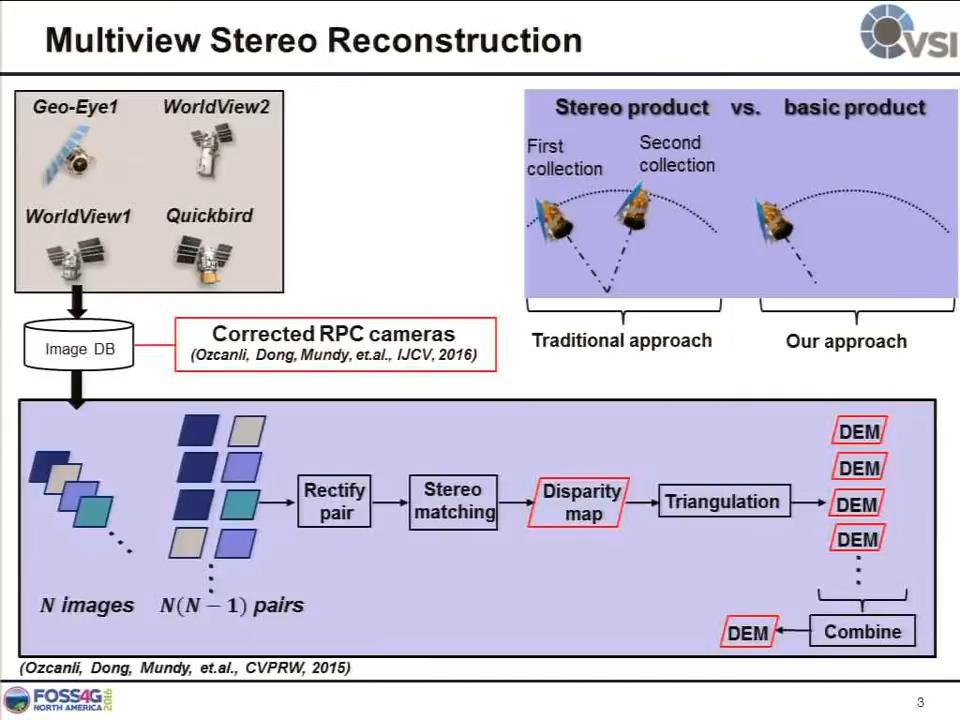 Multiview Stereo Reconstruction
VSI
Geo-Eye1
WorldView2
WorldView1
Quickbird
Stereo product vs. basic product
First
collection
Second
collection
Traditional approach
Our approach
Image DB
Corrected RPC cameras
(Ozcanli, Dong, Mundy, et.al., IJCV, 2016)
N images
N(N − 1) pairs
Rectify
pair
Stereo
matching
Disparity
map
Triangulation
DEM
DEM
DEM
DEM
Combine
DEM
(Ozcanli, Dong, Mundy, et.al., CVPRW, 2015)
FOSS4G
NORTH AMERICA
2016
3